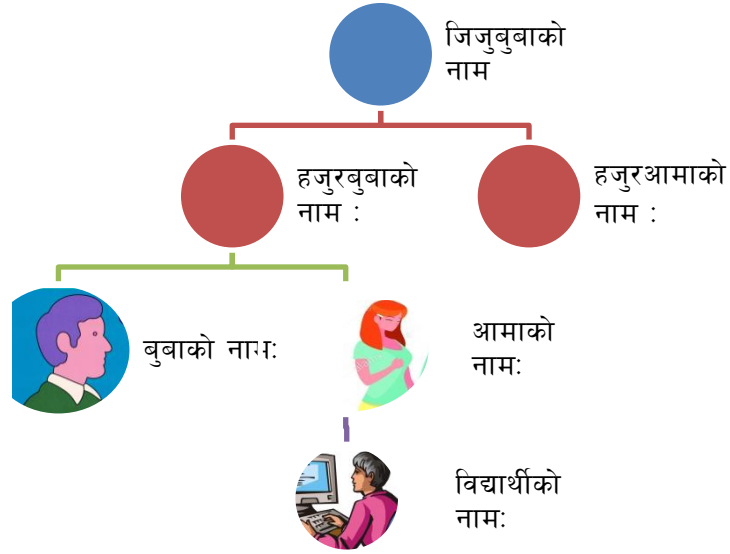 जिजुबुबाको
नाम
हजुरबुबाको
नाम :
हजुरआमाको
नाम :
बुबाको नाम:
आमाको
नाम:
विद्यार्थीको
नाम: